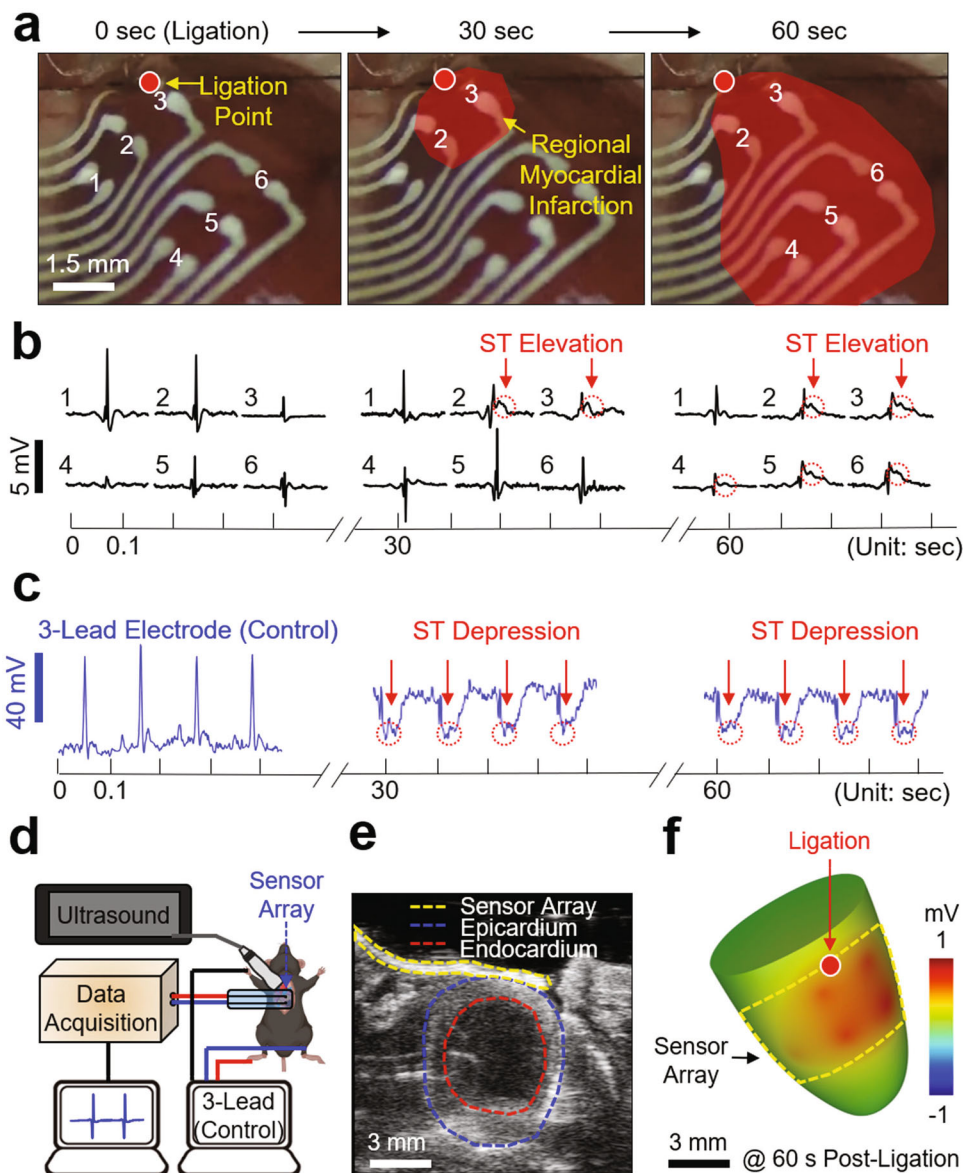 a
0 sec (Ligation)
30 sec
60 sec
Ligation
Point
3
2
1
6
5
4
1.5 mm
3
2
Regional
Myocardial
Infarction
3
2
6
5
4
b
ST Elevation
ST Elevation
1 2 3
1 2 3
1 2 3
5 mV
4 5 6
4 5 6
4 5 6
0 0.1
30
60
(Unit: sec)
c
3-Lead Electrode (Control)
ST Depression
ST Depression
40 mV
0 0.1
30
60
(Unit: sec)
d
Ultrasound
Sensor
Array
Data
Acquisition
3-Lead
(Control)
e
Sensor Array
Epicardium
Endocardium
3 mm
f
Ligation
mV
1
-1
Sensor
Array
3 mm
@ 60 s Post-Ligation